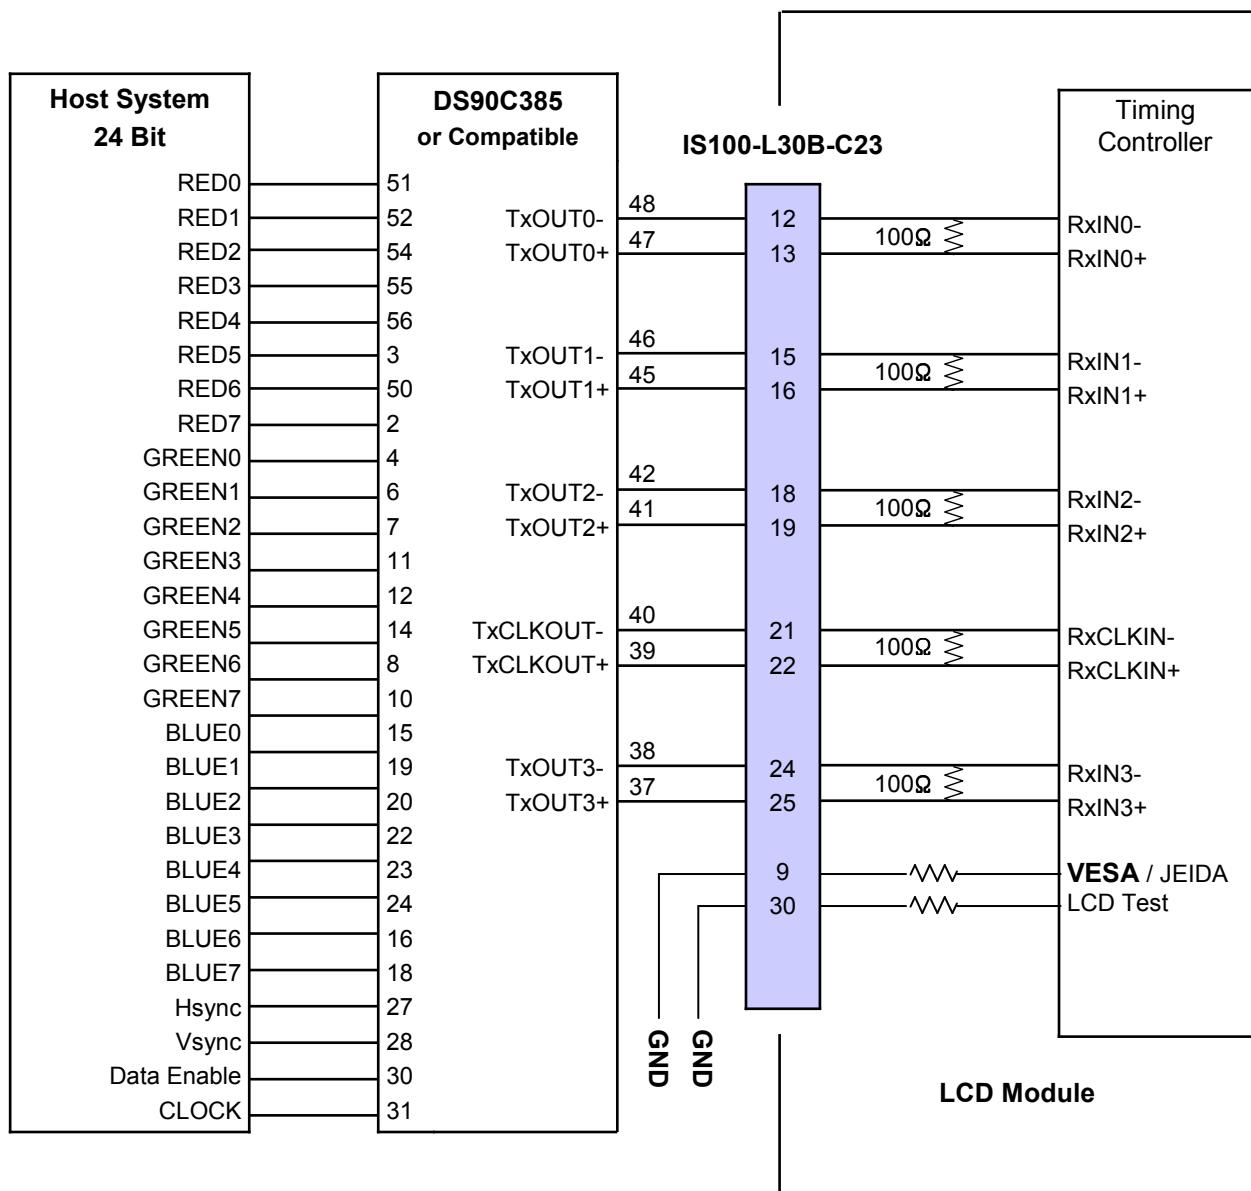 Host System
24 Bit
RED0
RED1
RED2
RED3
RED4
RED5
RED6
RED7
GREEN0
GREEN1
GREEN2
GREEN3
GREEN4
GREEN5
GREEN6
GREEN7
BLUE0
BLUE1
BLUE2
BLUE3
BLUE4
BLUE5
BLUE6
BLUE7
Hsync
Vsync
Data Enable
CLOCK
DS90C385
or Compatible
51
52
54
55
56
3
50
2
4
6
7
11
12
14
8
10
15
19
20
22
23
24
16
18
27
28
30
31
TxOUT0-
TxOUT0+
TxOUT1-
TxOUT1+
TxOUT2-
TxOUT2+
TxCLKOUT-
TxCLKOUT+
TxOUT3-
TxOUT3+
48
47
46
45
42
41
40
39
38
37
GND
GND
IS100-L30B-C23
12
13
15
16
18
19
21
22
24
25
9
30
100Ω
100Ω
100Ω
100Ω
100Ω
Timing
Controller
RxIN0-
RxIN0+
RxIN1-
RxIN1+
RxIN2-
RxIN2+
RxCLKIN-
RxCLKIN+
RxIN3-
RxIN3+
VESA / JEIDA
LCD Test
LCD Module